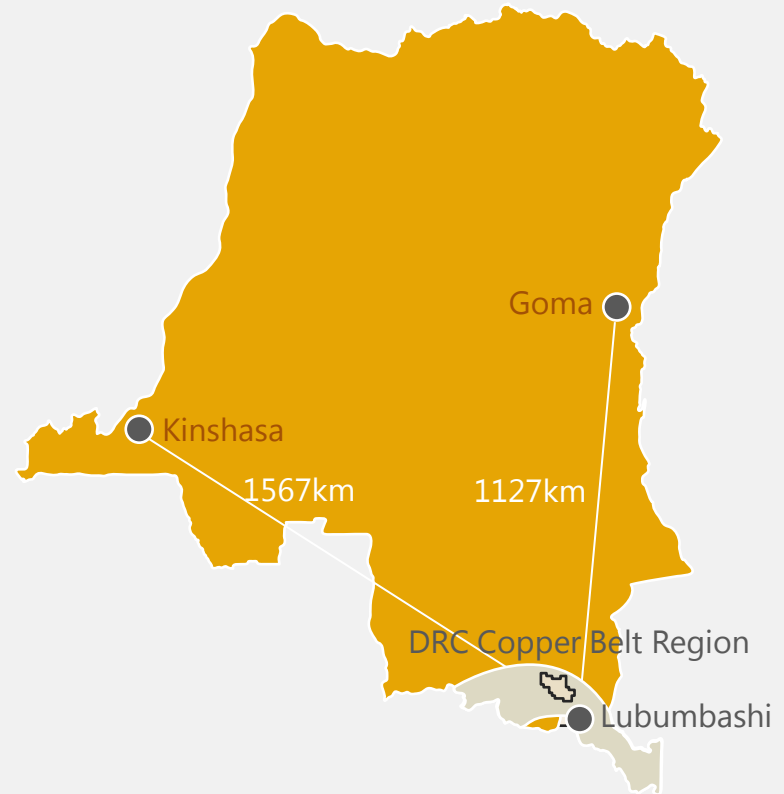 Goma
Kinshasa
1567km
1127km
DRC Copper Belt Region
Lubumbashi